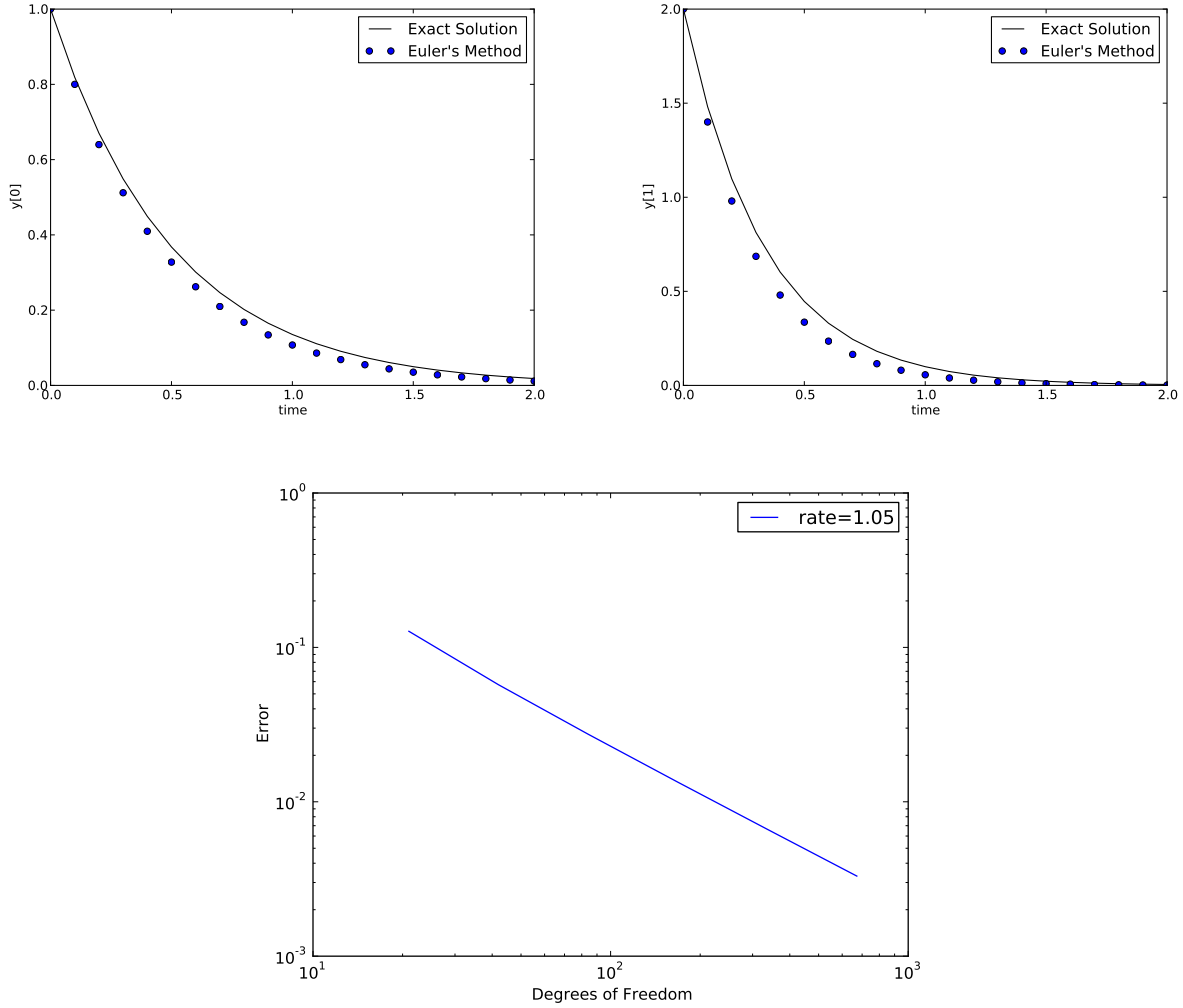 1.0
0.8
0.6
0.4
0.2
0.0
y[0]
0.0 0.5 1.0 1.5 2.0
time
Exact Solution
Euler's Method
2.0
1.5
1.0
0.5
0.0
y[1]
0.0 0.5 1.0 1.5 2.0
time
Exact Solution
Euler's Method
10^0
10^-1
10^-2
10^-3
Error
rate=1.05
10^1 10^2 10^3
Degrees of Freedom